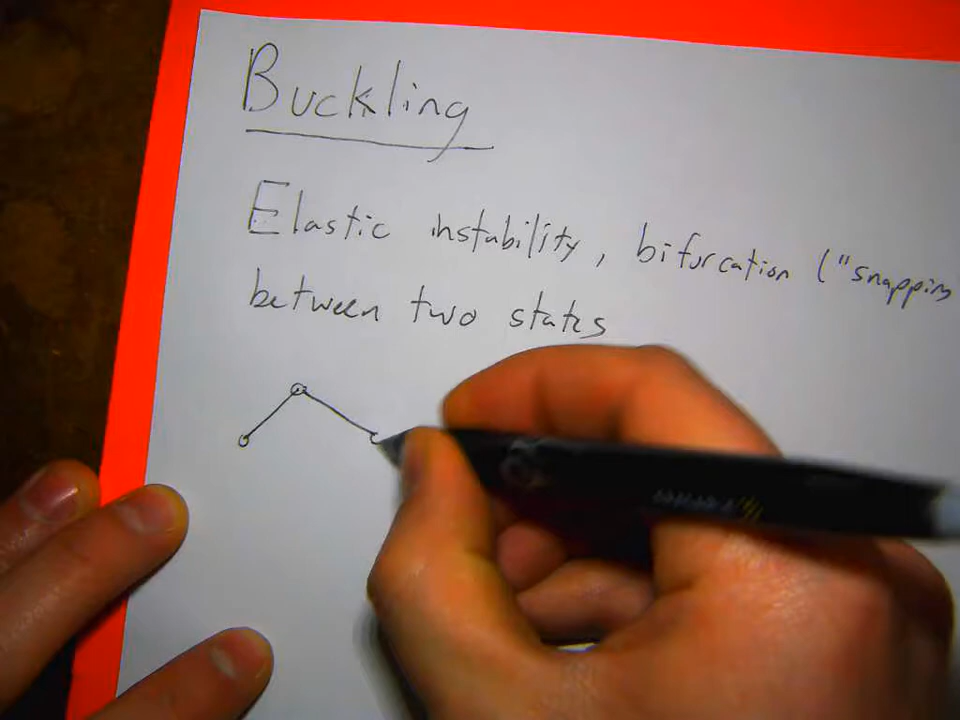 Buckling
Elastic instability, bifurcation ("snapping
between two states